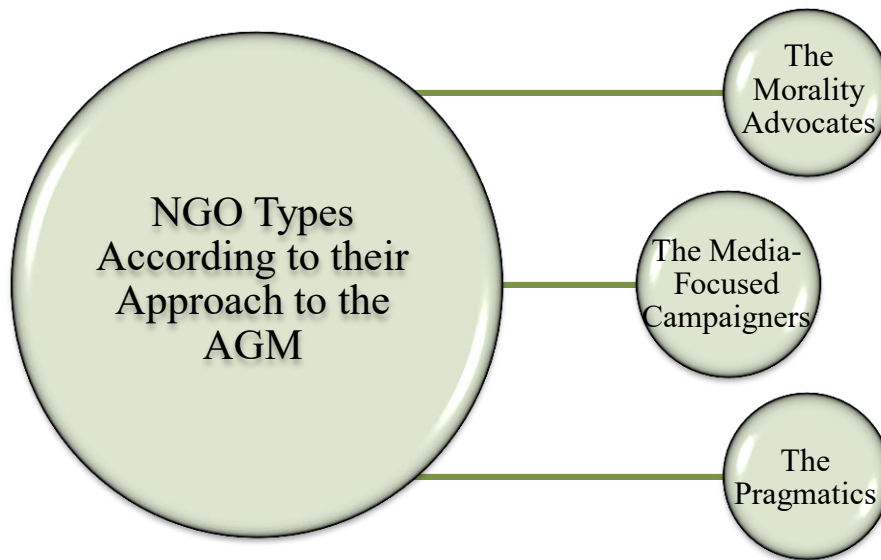 NGO Types
According to their
Approach to the
AGM
The
Morality
Advocates
The Media-
Focused
Campaigners
The
Pragmatics